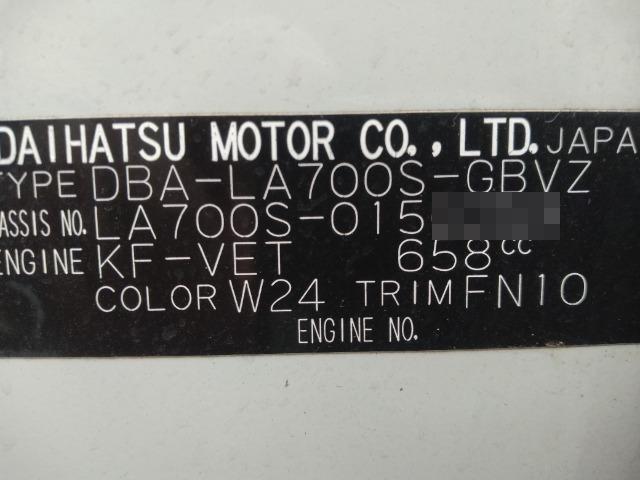 DAIHATSU MOTOR CO., LTD. JAPA
TYPE DBA-LA700S-GBVZ
ASSIS NO. LA700S-015
ENGINE KF-VET 658cc
COLOR W24 TRIM FN10
ENGINE NO.